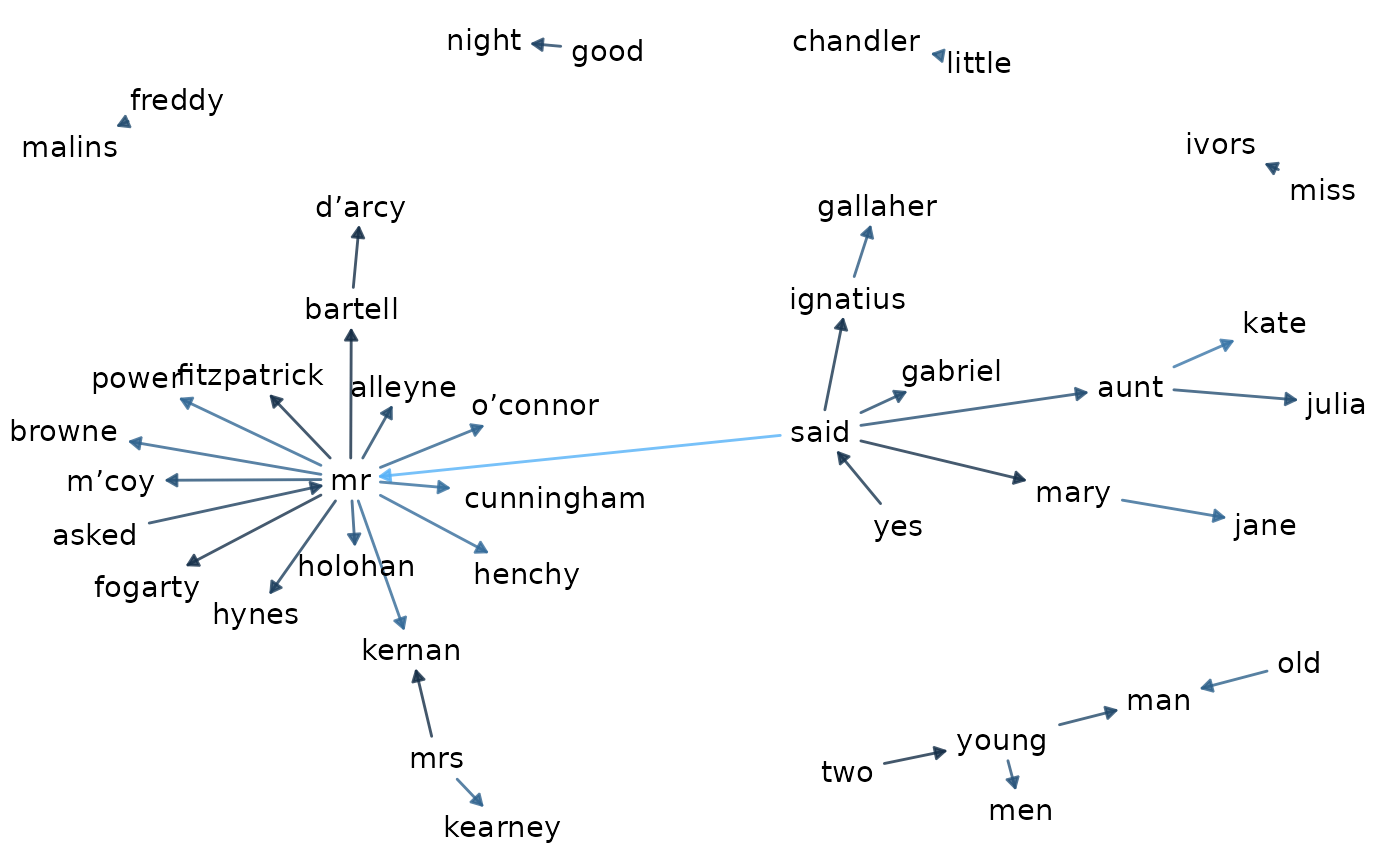 night
good
chandler
little
freddy
malins
ivors
miss
d’arcy
gallaher
bartell
ignatius
kate
power
fitzpatrick
alleyne
gabriel
aunt
o’connor
julia
browne
said
m’coy
mr
cunningham
mary
asked
yes
jane
fogarty
holohan
henchy
hynes
kernan
old
man
mrs
young
two
men
kearney